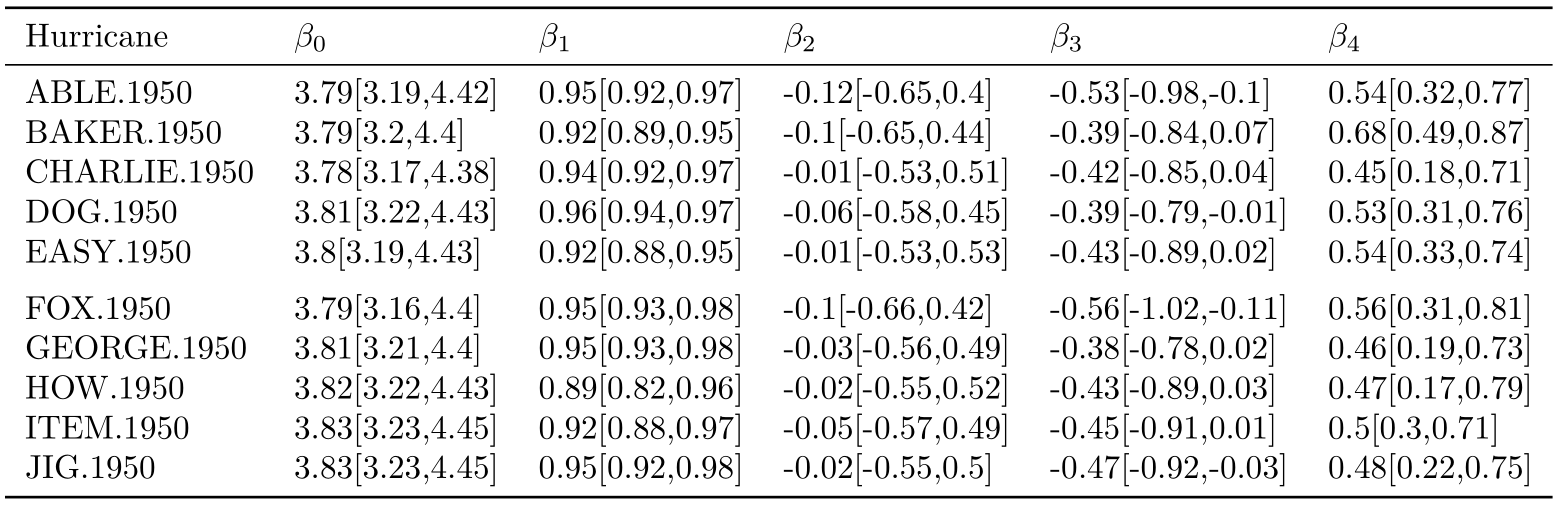 Hurricane β0 β1 β2 β3 β4
ABLE.1950 3.79[3.19,4.42] 0.95[0.92,0.97] -0.12[-0.65,0.4] -0.53[-0.98,-0.1] 0.54[0.32,0.77]
BAKER.1950 3.79[3.2,4.4] 0.92[0.89,0.95] -0.1[-0.65,0.44] -0.39[-0.84,0.07] 0.68[0.49,0.87]
CHARLIE.1950 3.78[3.17,4.38] 0.94[0.92,0.97] -0.01[-0.53,0.51] -0.42[-0.85,0.04] 0.45[0.18,0.71]
DOG.1950 3.81[3.22,4.43] 0.96[0.94,0.97] -0.06[-0.58,0.45] -0.39[-0.79,-0.01] 0.53[0.31,0.76]
EASY.1950 3.8[3.19,4.43] 0.92[0.88,0.95] -0.01[-0.53,0.53] -0.43[-0.89,0.02] 0.54[0.33,0.74]
FOX.1950 3.79[3.16,4.4] 0.95[0.93,0.98] -0.1[-0.66,0.42] -0.56[-1.02,-0.11] 0.56[0.31,0.81]
GEORGE.1950 3.81[3.21,4.4] 0.95[0.93,0.98] -0.03[-0.56,0.49] -0.38[-0.78,0.02] 0.46[0.19,0.73]
HOW.1950 3.82[3.22,4.43] 0.89[0.82,0.96] -0.02[-0.55,0.52] -0.43[-0.89,0.03] 0.47[0.17,0.79]
ITEM.1950 3.83[3.23,4.45] 0.92[0.88,0.97] -0.05[-0.57,0.49] -0.45[-0.91,0.01] 0.5[0.3,0.71]
JIG.1950 3.83[3.23,4.45] 0.95[0.92,0.98] -0.02[-0.55,0.5] -0.47[-0.92,-0.03] 0.48[0.22,0.75]